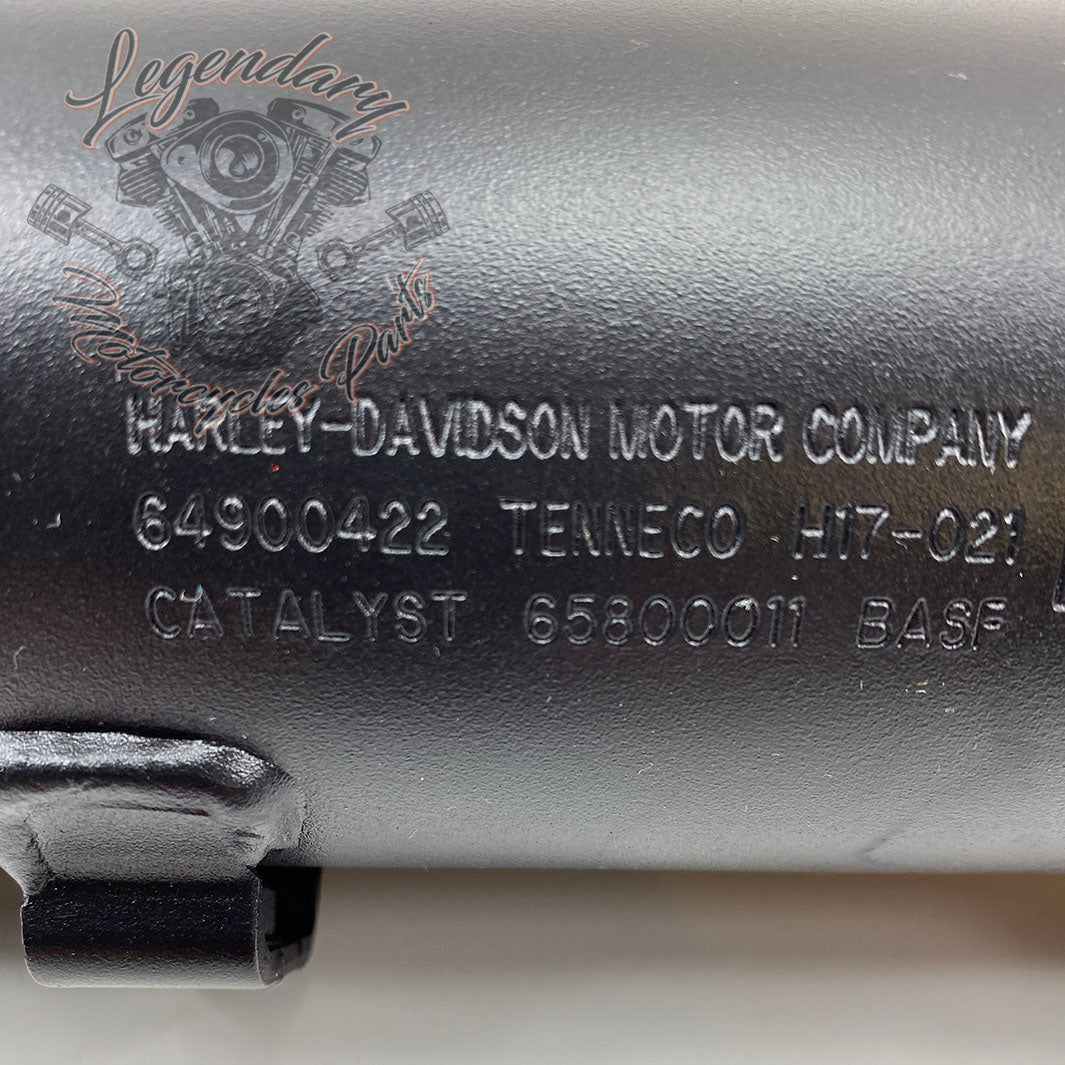 Legendary
Motorcycles Parts
HARLEY-DAVIDSON MOTOR COMPANY
64900422 TENNECO H17-021
CATALYST 65800011 BASF